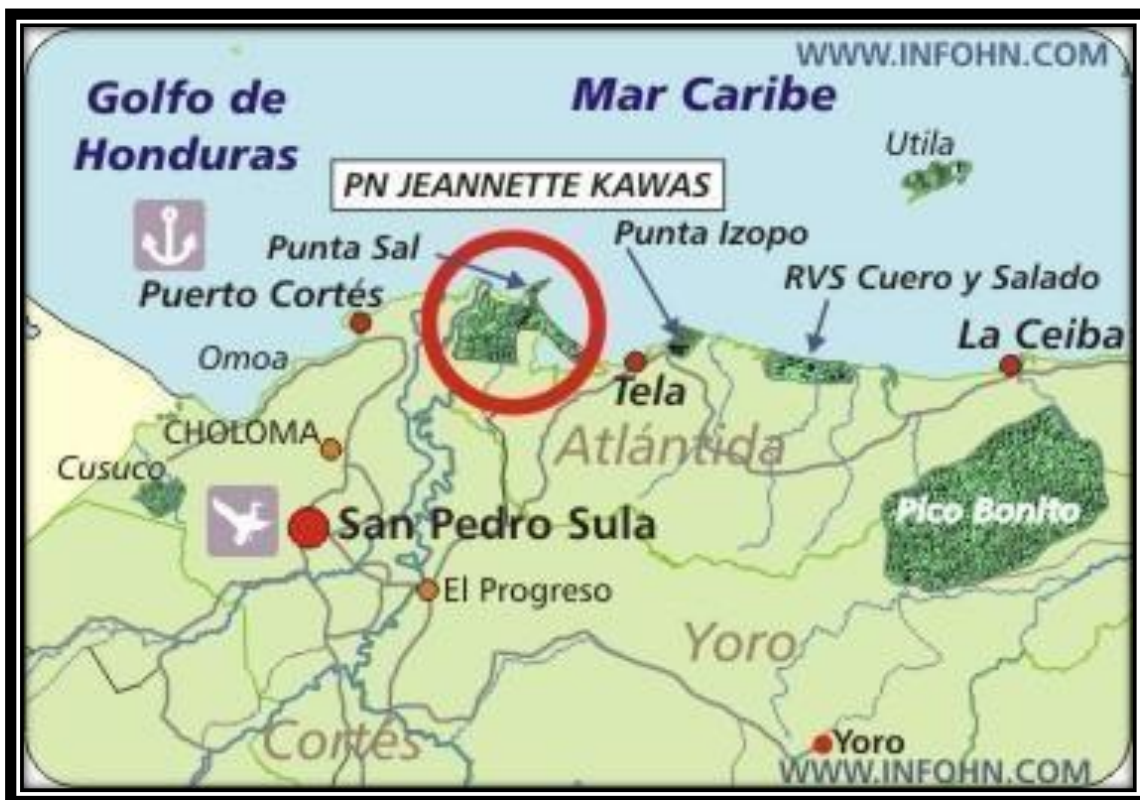 WWW.INFOHN.COM
Golfo de
Honduras
Mar Caribe
Utila
PN JEANNETTE KAWAS
Punta Sal
Punta Izopo
RVS Cuero y Salado
Puerto Cortés
Omoa
La Ceiba
Tela
CHOLOMA
Atlántida
Cusuco
San Pedro Sula
Pico Bonito
El Progreso
Yoro
Cortés
Yoro
WWW.INFOHN.COM